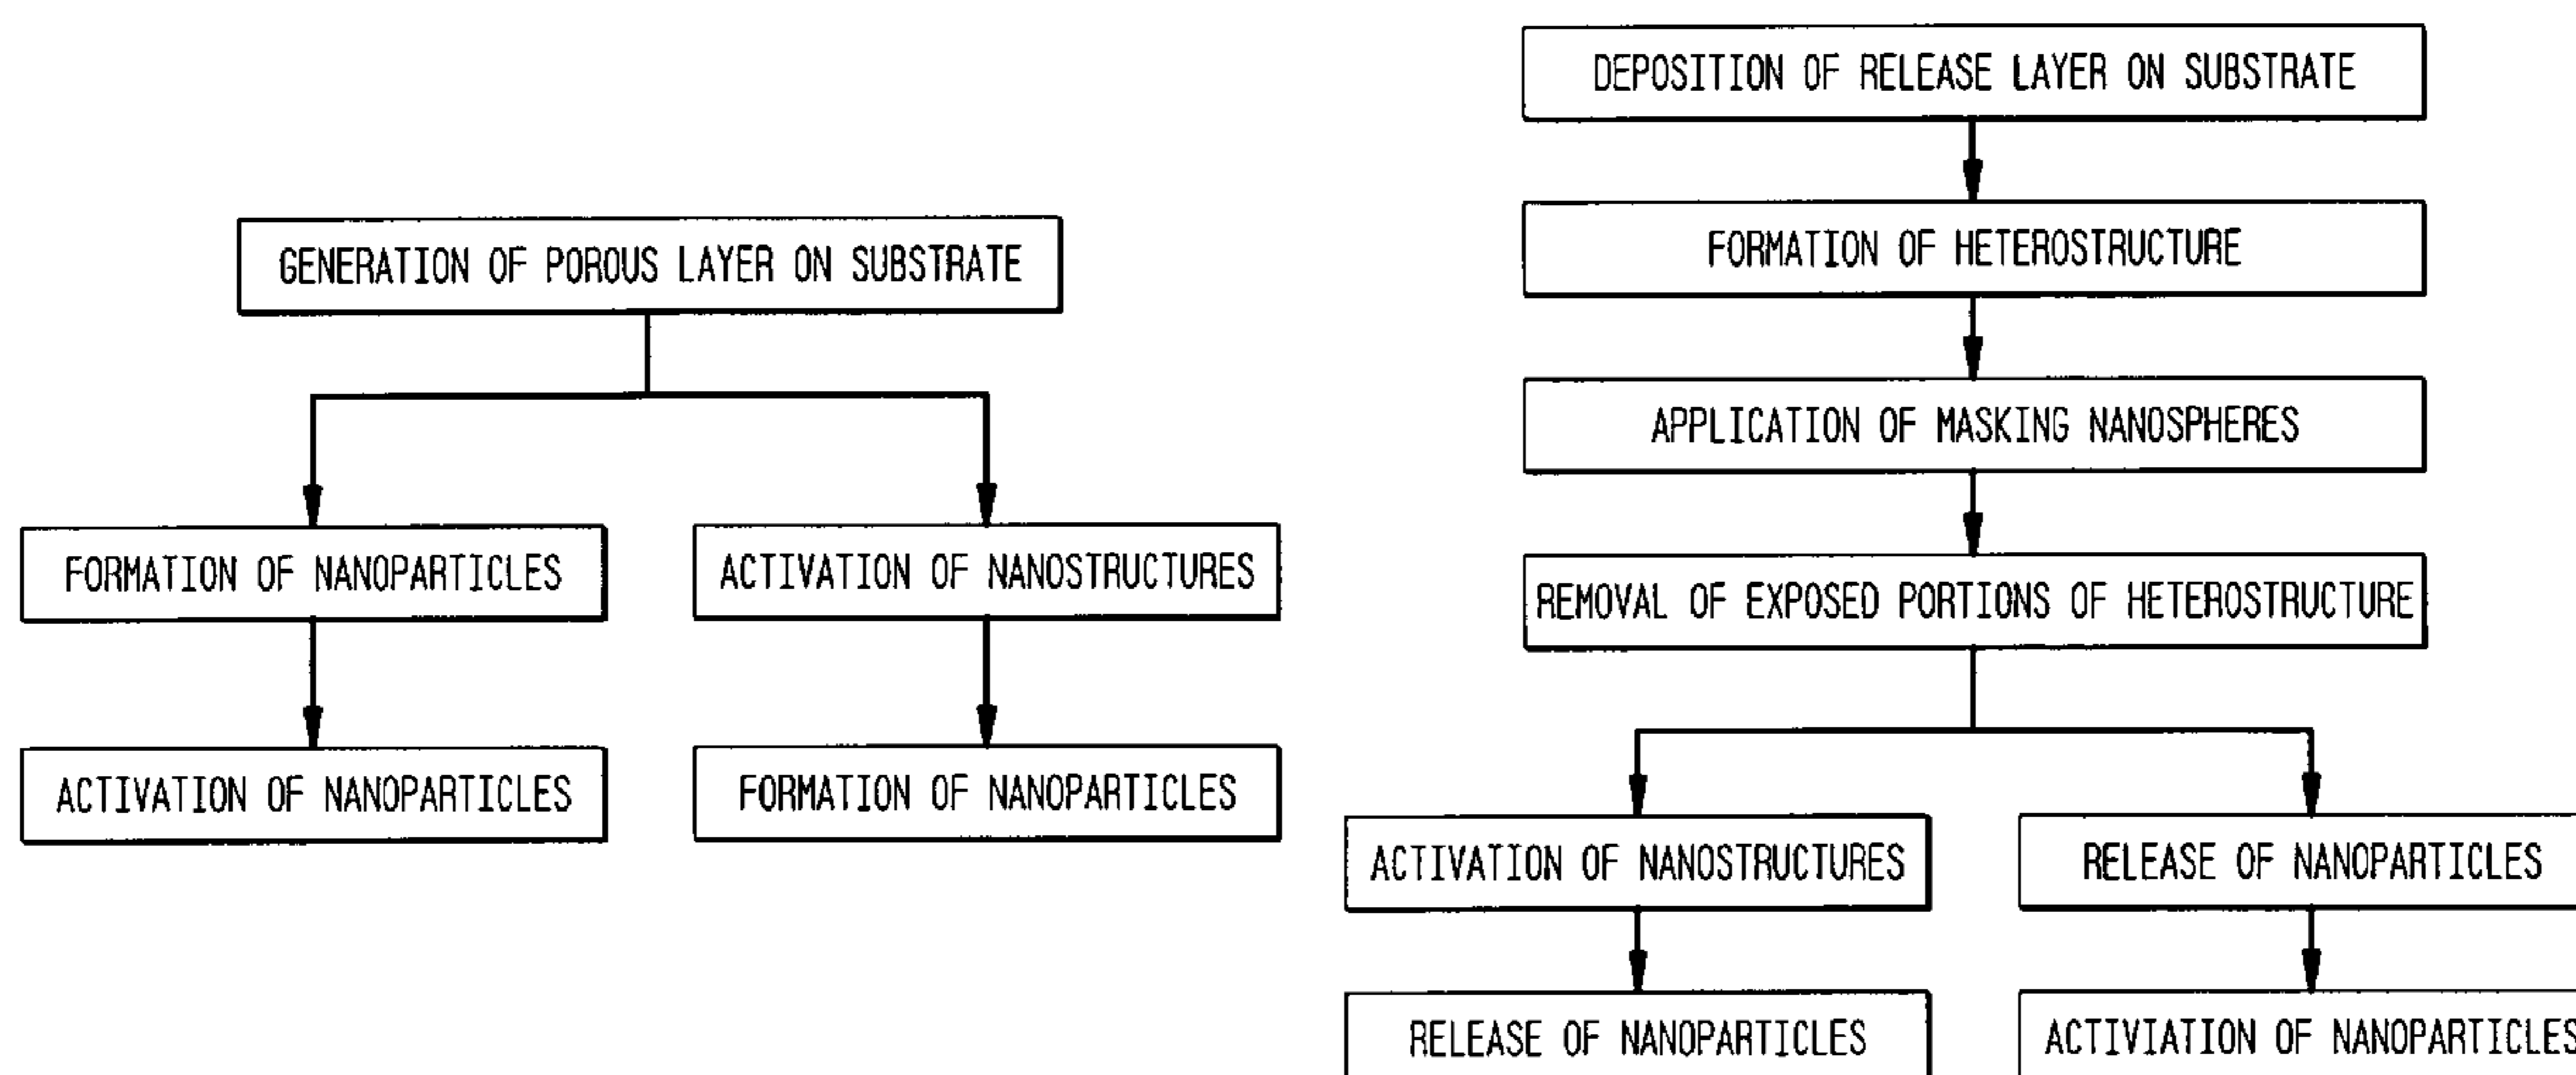 GENERATION OF POROUS LAYER ON SUBSTRATE
FORMATION OF NANOPARTICLES
ACTIVATION OF NANOSTRUCTURES
ACTIVATION OF NANOPARTICLES
FORMATION OF NANOPARTICLES
DEPOSITION OF RELEASE LAYER ON SUBSTRATE
FORMATION OF HETEROSTRUCTURE
APPLICATION OF MASKING NANOSPHERES
REMOVAL OF EXPOSED PORTIONS OF HETEROSTRUCTURE
ACTIVATION OF NANOSTRUCTURES
RELEASE OF NANOPARTICLES
RELEASE OF NANOPARTICLES
ACTIVIATION OF NANOPARTICLES